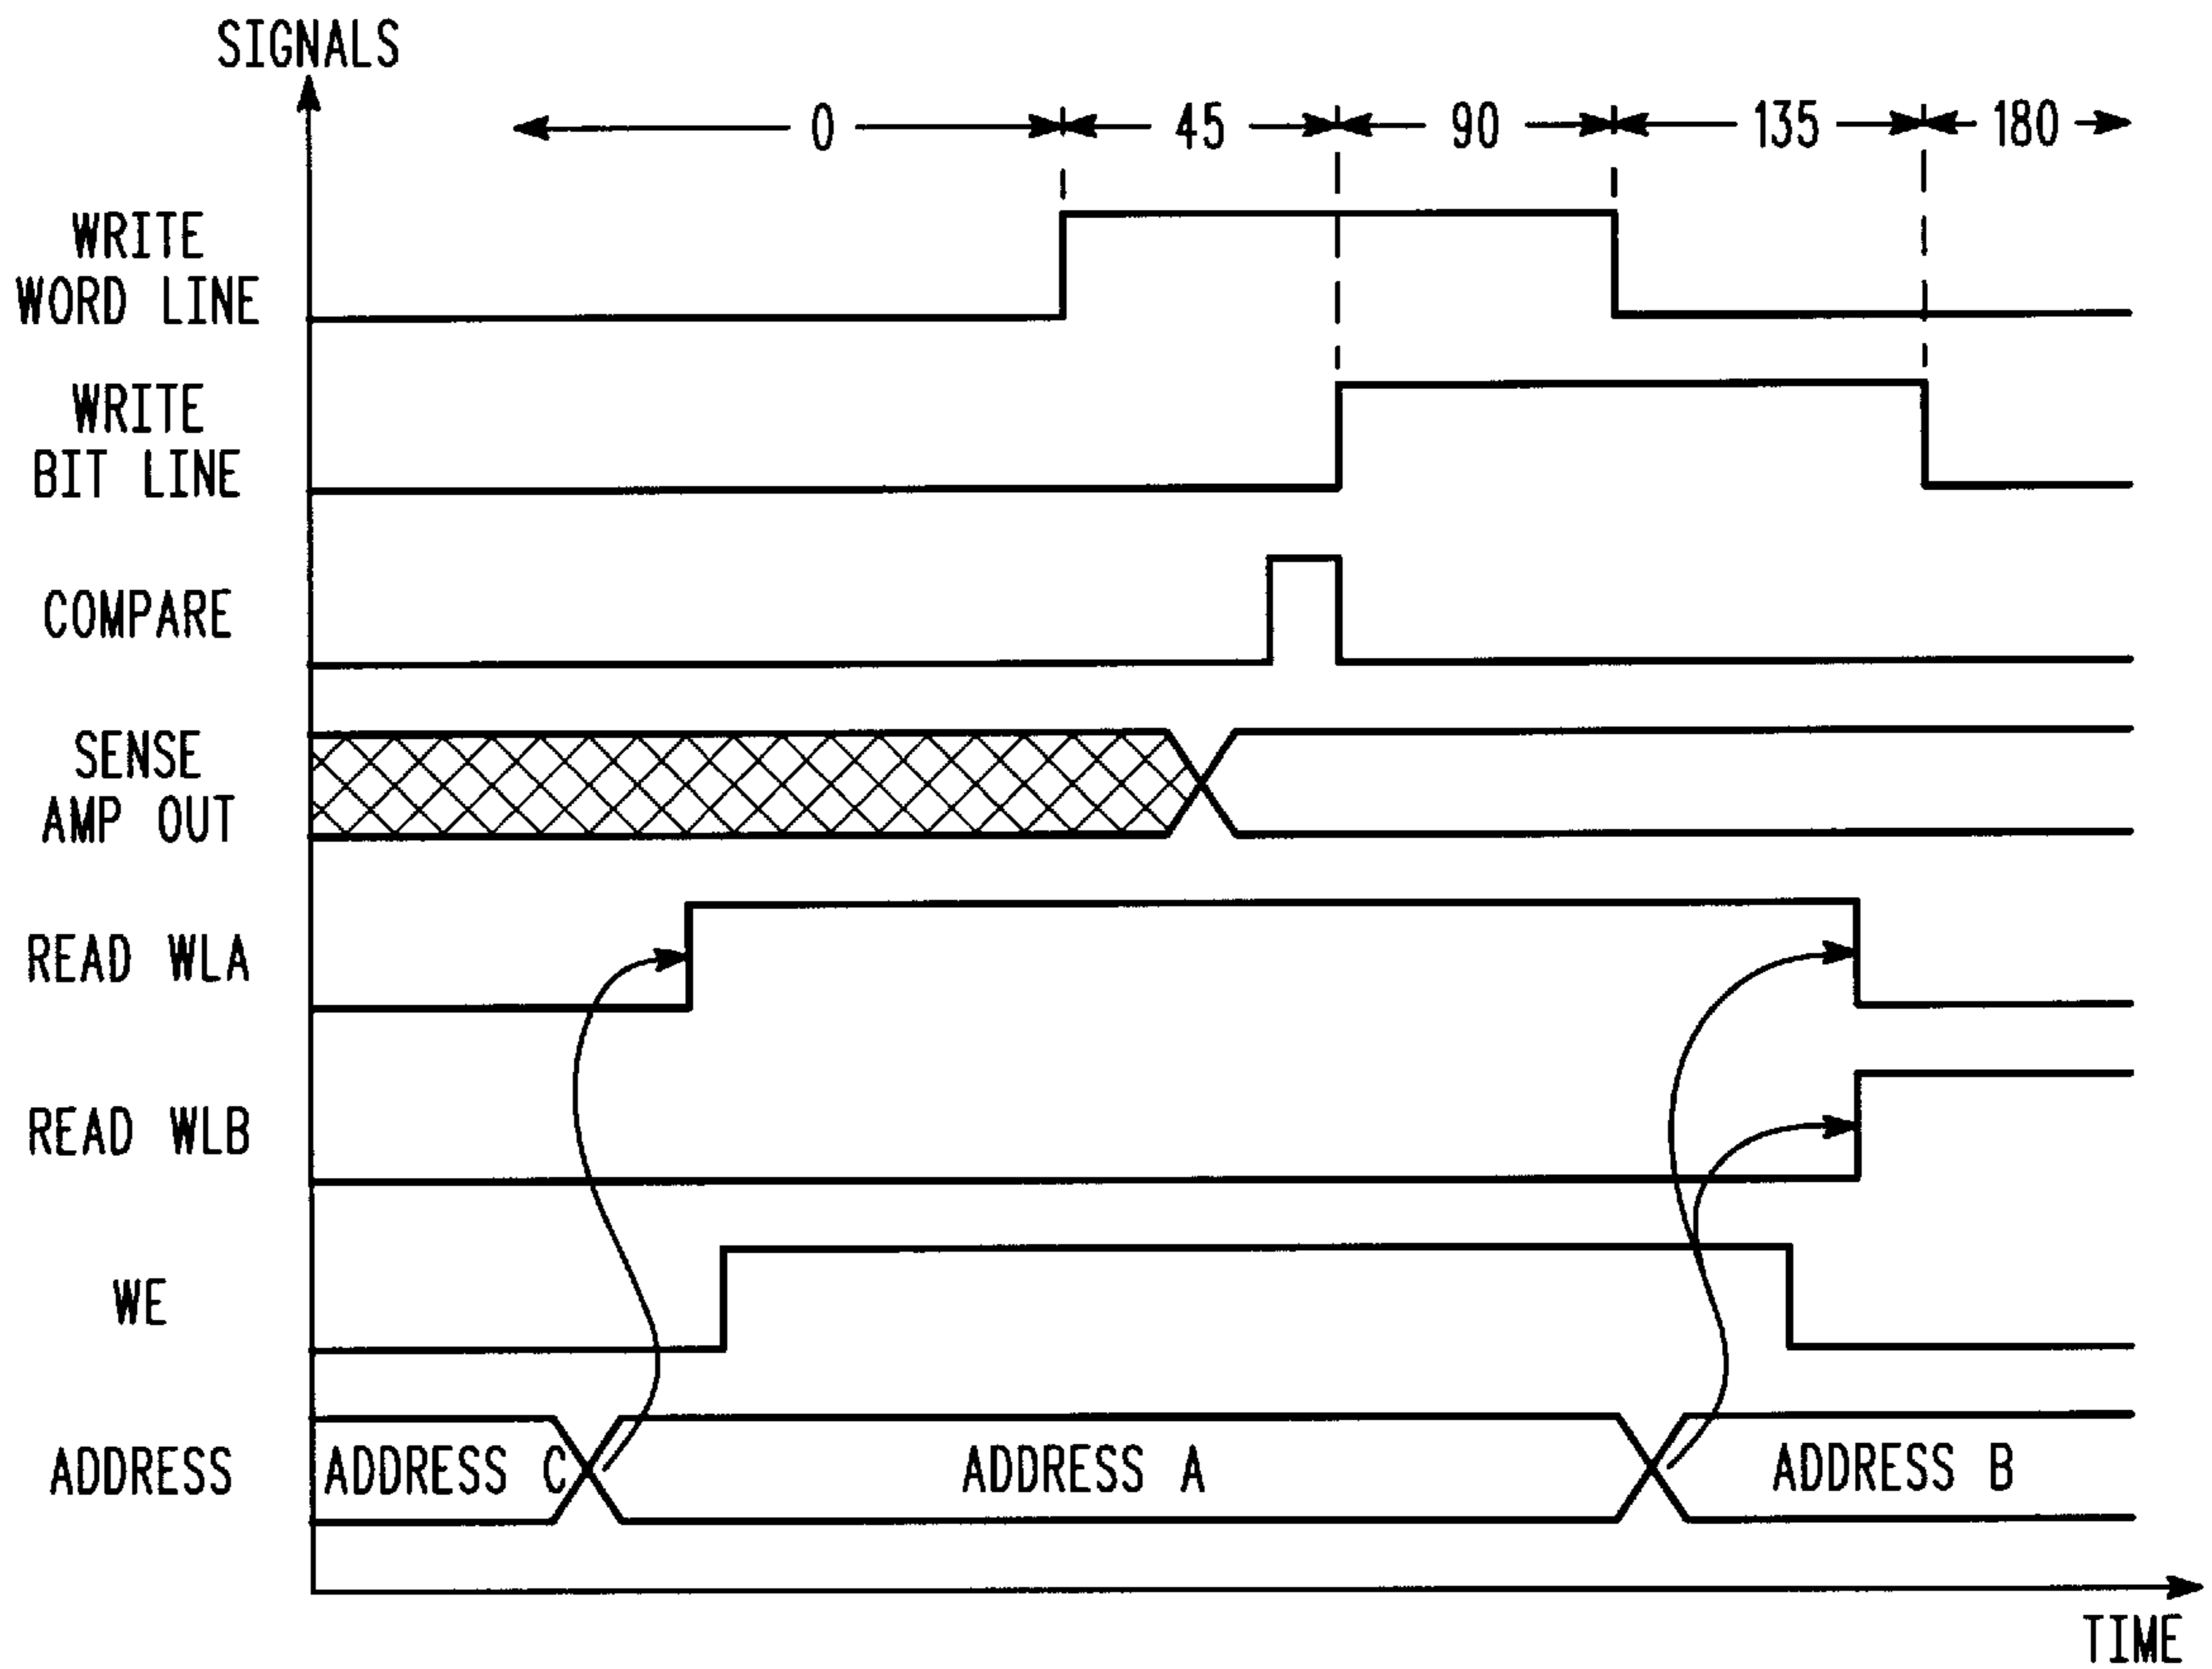 SIGNALS
0 45 90 135 180
WRITE
WORD LINE
WRITE
BIT LINE
COMPARE
SENSE
AMP OUT
READ WLA
READ WLB
WE
ADDRESS ADDRESS C ADDRESS A ADDRESS B
TIME